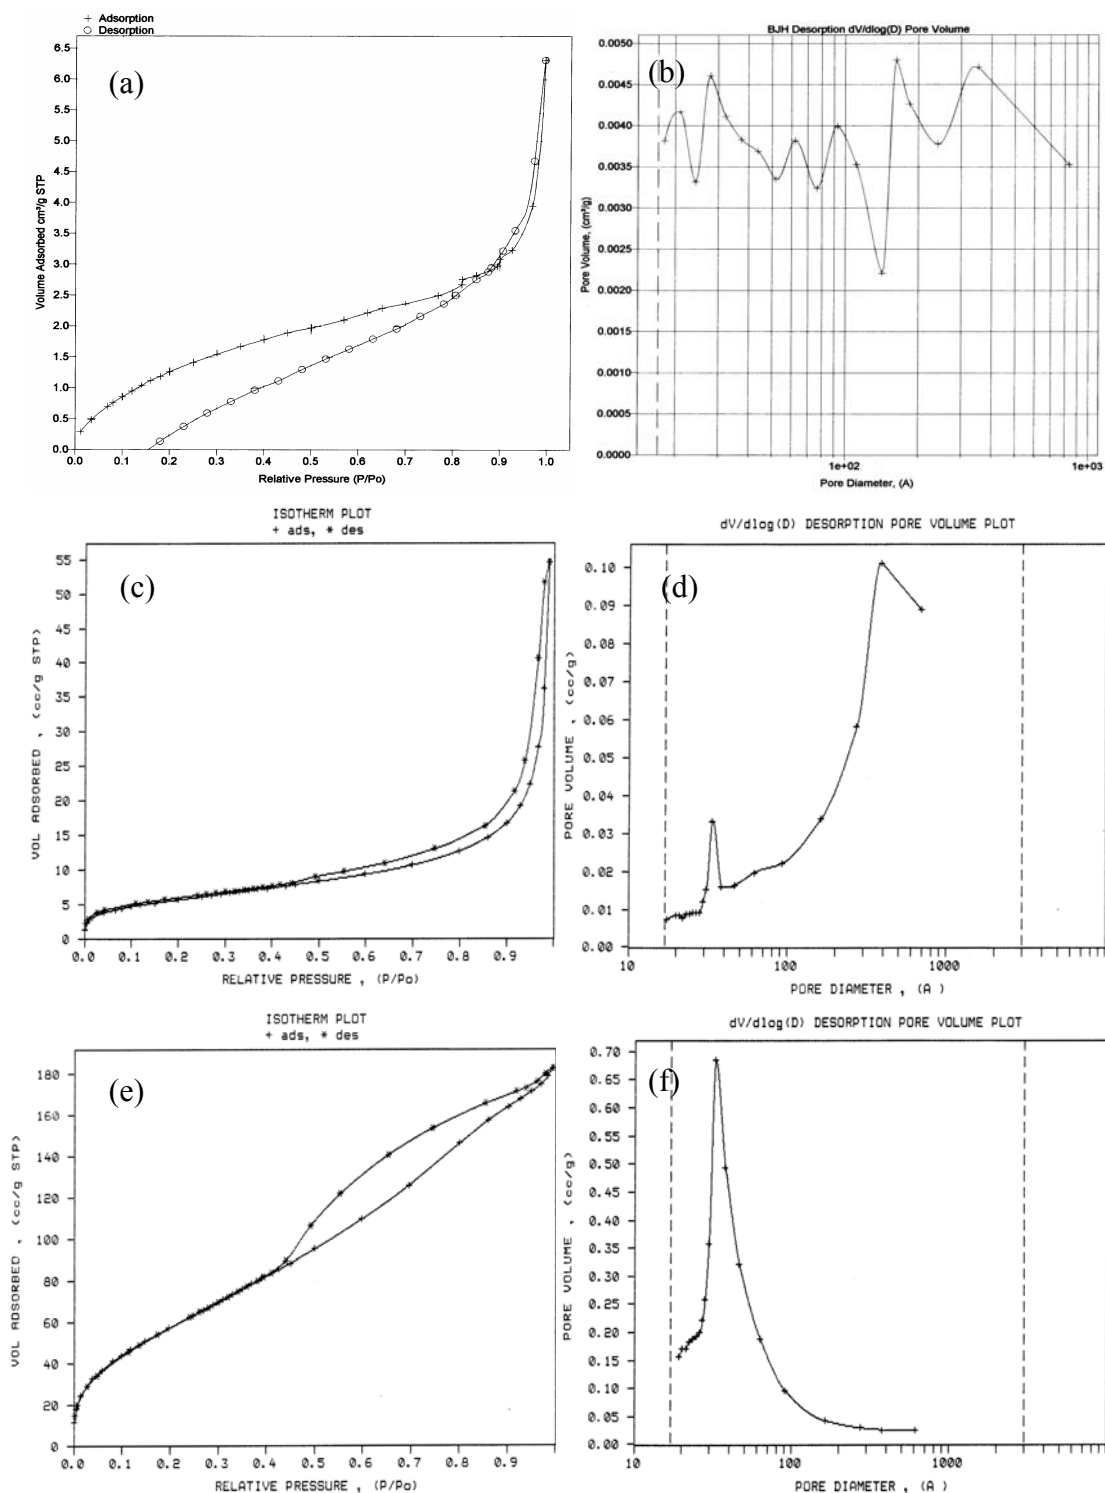 + Adsorption
○ Desorption
(a)
Volume Adsorbed cm³/g STP
6.5
6.0
5.5
5.0
4.5
4.0
3.5
3.0
2.5
2.0
1.5
1.0
0.5
0.0
0.0 0.1 0.2 0.3 0.4 0.5 0.6 0.7 0.8 0.9 1.0
Relative Pressure (P/Po)
BJH Desorption dV/dlog(D) Pore Volume
(b)
Pore Volume, (cm³/g)
0.0050
0.0045
0.0040
0.0035
0.0030
0.0025
0.0020
0.0015
0.0010
0.0005
0.0000
1e+02 1e+03
Pore Diameter, (A)
ISOTHERM PLOT
+ ads, * des
(c)
VOL ADSORBED , (cc/g STP)
55
50
45
40
35
30
25
20
15
10
5
0
0.0 0.1 0.2 0.3 0.4 0.5 0.6 0.7 0.8 0.9
RELATIVE PRESSURE , (P/Po)
dV/dlog(D) DESORPTION PORE VOLUME PLOT
(d)
PORE VOLUME , (cc/g)
0.10
0.09
0.08
0.07
0.06
0.05
0.04
0.03
0.02
0.01
0.00
10 100 1000
PORE DIAMETER , (A )
ISOTHERM PLOT
+ ads, * des
(e)
VOL ADSORBED , (cc/g STP)
180
160
140
120
100
80
60
40
20
0
0.0 0.1 0.2 0.3 0.4 0.5 0.6 0.7 0.8 0.9
RELATIVE PRESSURE , (P/Po)
dV/dlog(D) DESORPTION PORE VOLUME PLOT
(f)
PORE VOLUME , (cc/g)
0.70
0.60
0.55
0.50
0.45
0.40
0.35
0.30
0.25
0.20
0.15
0.10
0.05
0.00
10 100 1000
PORE DIAMETER , (A )